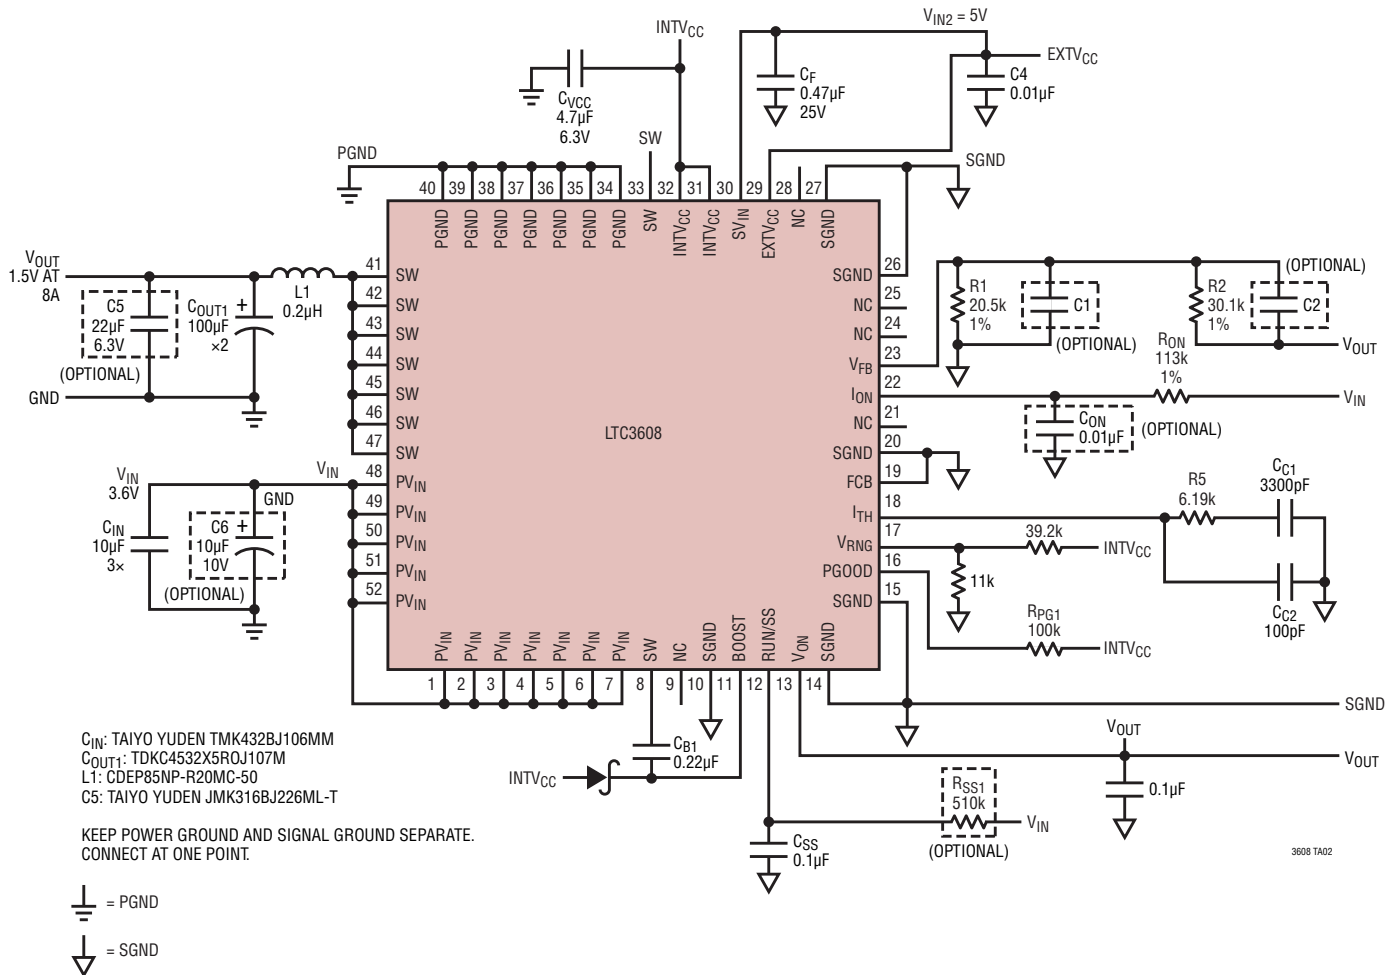 INTVCC
VIN2 = 5V
EXTVCC
CVCC
4.7µF
6.3V
CF
0.47µF
25V
C4
0.01µF
SW
PGND
SGND
40 39 38 37 36 35 34 33 32 31 30 29 28 27
PGND PGND PGND PGND PGND PGND PGND SW INTVCC INTVCC SVIN EXTVCC NC SGND
VOUT
1.5V AT
8A
C5
22µF
6.3V
(OPTIONAL)
COUT1
100µF
×2
+
L1
0.2µH
GND
41 SW
42 SW
43 SW
44 SW
45 SW
46 SW
47 SW
48 PVIN
49 PVIN
50 PVIN
51 PVIN
52 PVIN
VIN
3.6V
VIN
GND
CIN
10µF
3×
C6
10µF
10V
+
(OPTIONAL)
LTC3608
SGND 26
NC 25
NC 24
VFB 23
ION 22
NC 21
SGND 20
FCB 19
ITH 18
VRNG 17
PGOOD 16
SGND 15
R1
20.5k
1%
C1
(OPTIONAL)
R2
30.1k
1%
(OPTIONAL)
C2
VOUT
RON
113k
1%
VIN
CON
0.01µF
(OPTIONAL)
R5
6.19k
CC1
3300pF
CC2
100pF
39.2k
INTVCC
11k
RPG1
100k
INTVCC
PVIN PVIN PVIN PVIN PVIN PVIN PVIN SW NC SGND BOOST RUN/SS VON SGND
1 2 3 4 5 6 7 8 9 10 11 12 13 14
SGND
VOUT
VOUT
0.1µF
CB1
0.22µF
INTVCC
RSS1
510k
(OPTIONAL)
VIN
CSS
0.1µF
CIN: TAIYO YUDEN TMK432BJ106MM
COUT1: TDKC4532X5ROJ107M
L1: CDEP85NP-R20MC-50
C5: TAIYO YUDEN JMK316BJ226ML-T
KEEP POWER GROUND AND SIGNAL GROUND SEPARATE.
CONNECT AT ONE POINT.
= PGND
= SGND
3608 TA02